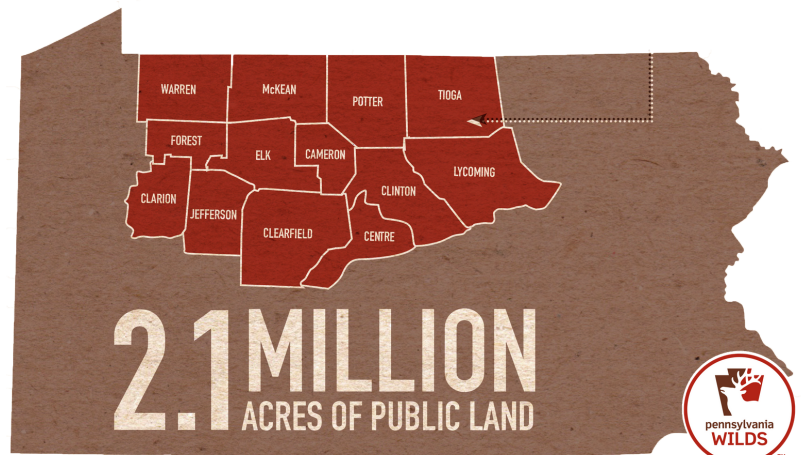 WARREN
McKEAN
POTTER
TIOGA
FOREST
ELK
CAMERON
LYCOMING
CLARION
JEFFERSON
CLINTON
CLEARFIELD
CENTRE
2.1 MILLION
ACRES OF PUBLIC LAND
pennsylvania
WILDS